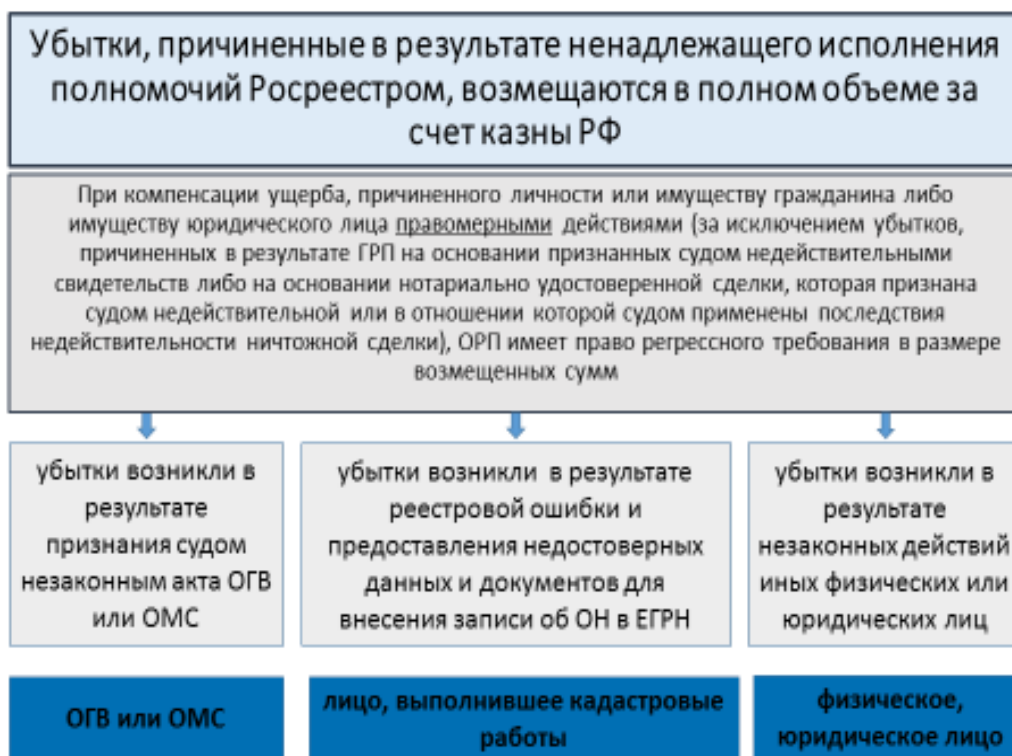 Убытки, причиненные в результате ненадлежащего исполнения
полномочий Росреестром, возмещаются в полном объеме за
счет казны РФ
При компенсации ущерба, причиненного личности или имуществу гражданина либо
имуществу юридического лица правомерными действиями (за исключением убытков,
причиненных в результате ГРП на основании признанных судом недействительными
свидетельств либо на основании нотариально удостоверенной сделки, которая признана
судом недействительной или в отношении которой судом применены последствия
недействительности ничтожной сделки), ОРП имеет право регрессного требования в размере
возмещенных сумм
убытки возникли в
результате
признания судом
незаконным акта ОГВ
или ОМС
убытки возникли в результате
реестровой ошибки и
предоставления недостоверных
данных и документов для
внесения записи об ОН в ЕГРН
убытки возникли в
результате
незаконных действий
иных физических или
юридических лиц
ОГВ или ОМС
лицо, выполнившее кадастровые
работы
физическое,
юридическое лицо